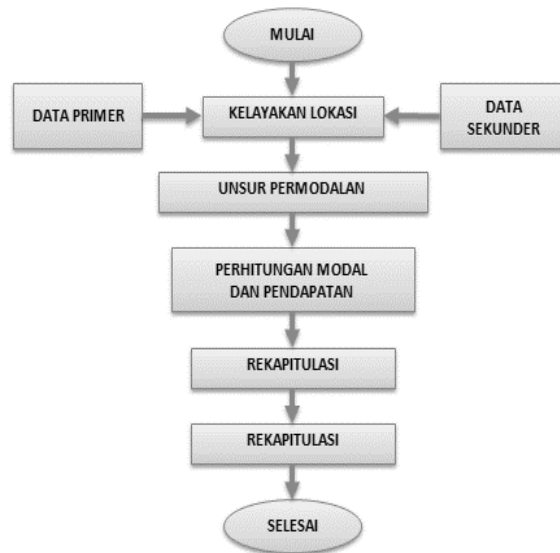 MULAI
DATA PRIMER
KELAYAKAN LOKASI
DATA
SEKUNDER
UNSUR PERMODALAN
PERHITUNGAN MODAL
DAN PENDAPATAN
REKAPITULASI
REKAPITULASI
SELESAI